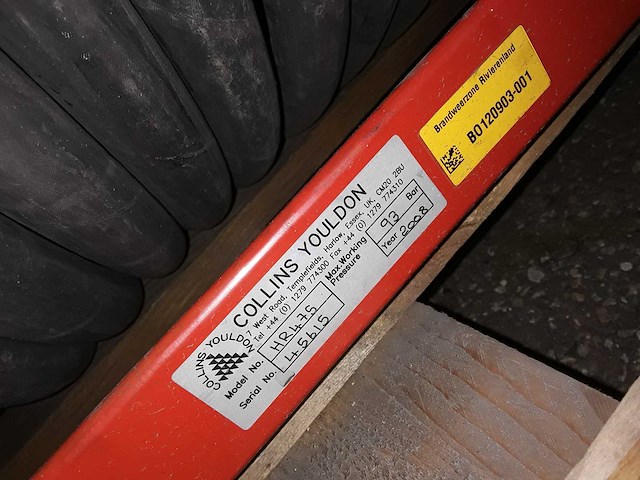 Brandweerzone Rivierenland
BO120903-001
COLLINS YOULDON
COLLINS YOULDON
7 West Road, Templefields, Harlow, Essex, UK, CM20 2BU
Tel +44 (0) 1279 774300 Fax +44 (0) 1279 774310
Model No. HR475
Serial No. 45615
Max.Working Pressure 93 Bar
Year 2008